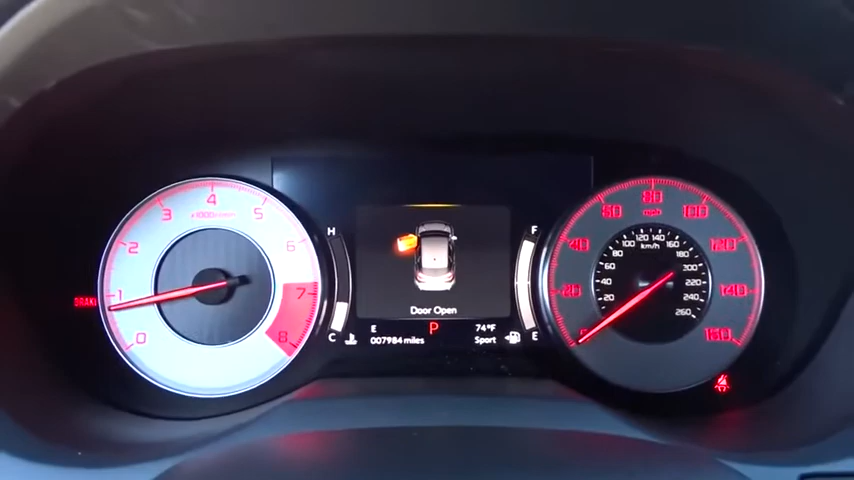 4
3
x1000r/min
5
2
6
BRAKE
1
7
0
8
H
F
Door Open
C
E
E
P
74°F
007984 miles
Sport
80
60
mph
100
40
120
20
140
0
160
120 140
100
160
80
180
60
200
40
220
20
240
260
km/h